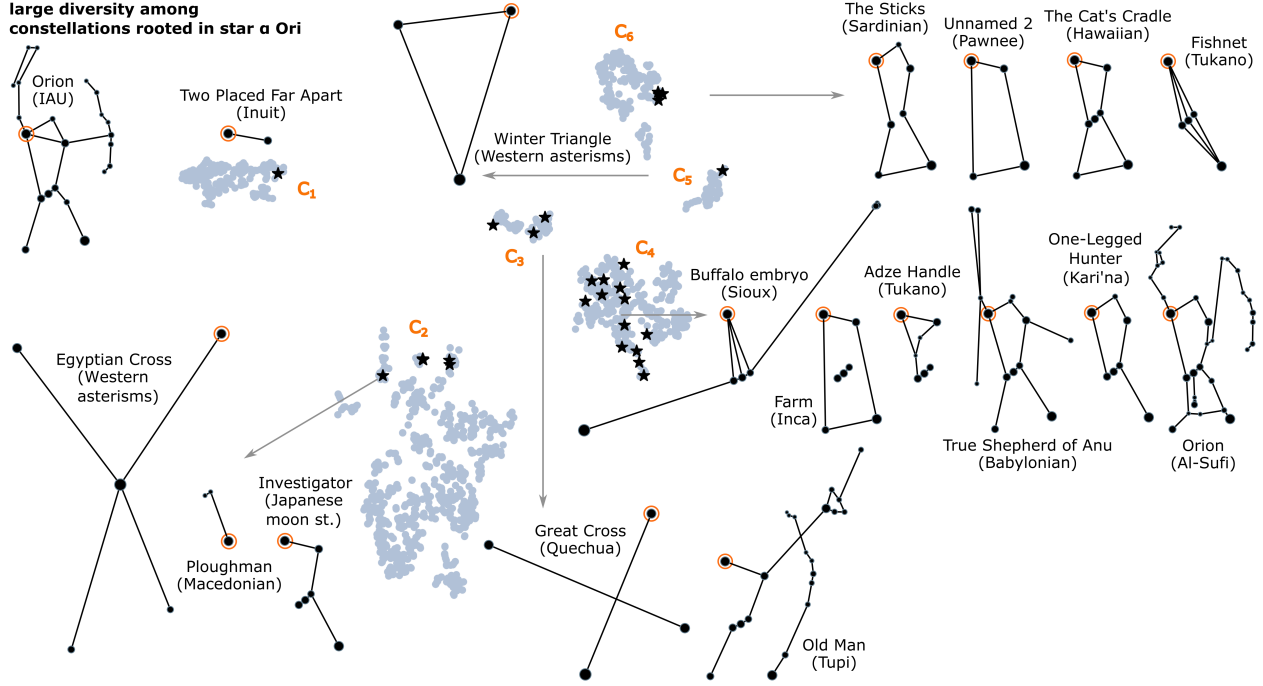 large diversity among
constellations rooted in star α Ori
Orion
(IAU)
Two Placed Far Apart
(Inuit)
C1
Winter Triangle
(Western asterisms)
C6
C5
The Sticks
(Sardinian)
Unnamed 2
(Pawnee)
The Cat's Cradle
(Hawaiian)
Fishnet
(Tukano)
C3
C4
Buffalo embryo
(Sioux)
Farm
(Inca)
Adze Handle
(Tukano)
True Shepherd of Anu
(Babylonian)
One-Legged
Hunter
(Kari'na)
Orion
(Al-Sufi)
C2
Egyptian Cross
(Western
asterisms)
Ploughman
(Macedonian)
Investigator
(Japanese
moon st.)
Great Cross
(Quechua)
Old Man
(Tupi)